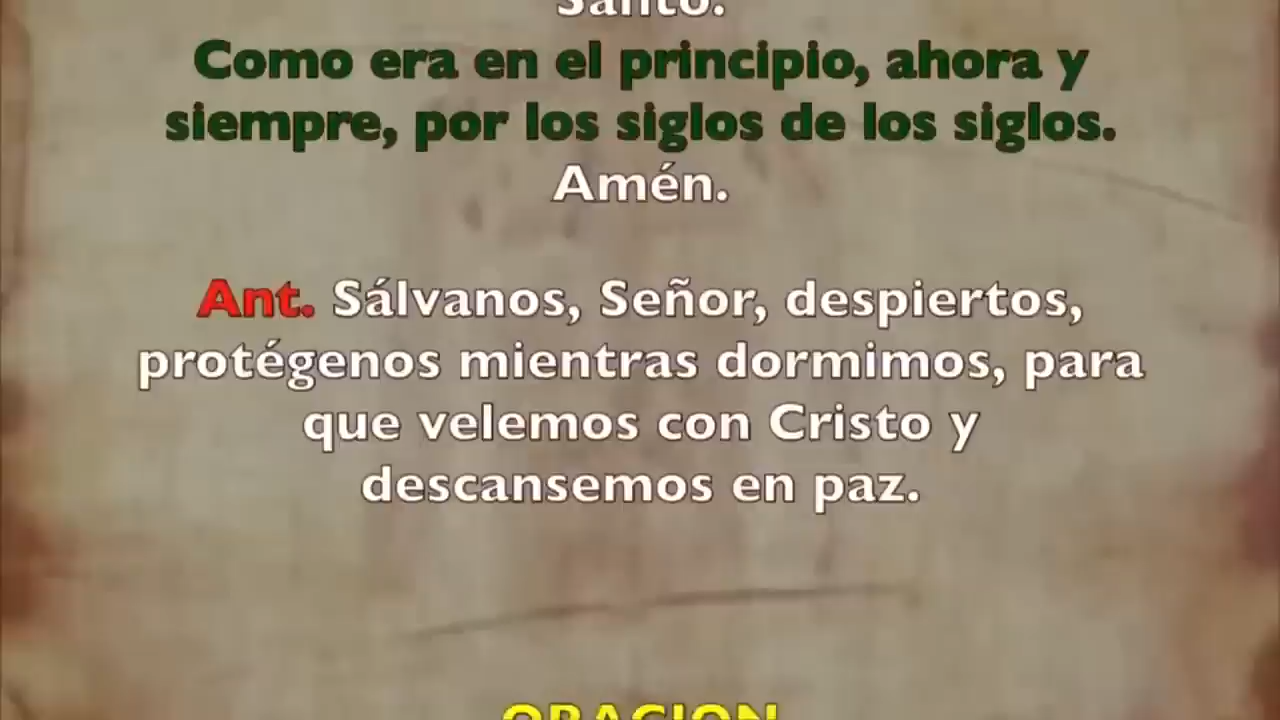 Santo.
Como era en el principio, ahora y
siempre, por los siglos de los siglos.
Amén.
Ant. Sálvanos, Señor, despiertos,
protégenos mientras dormimos, para
que velemos con Cristo y
descansemos en paz.
ORACION